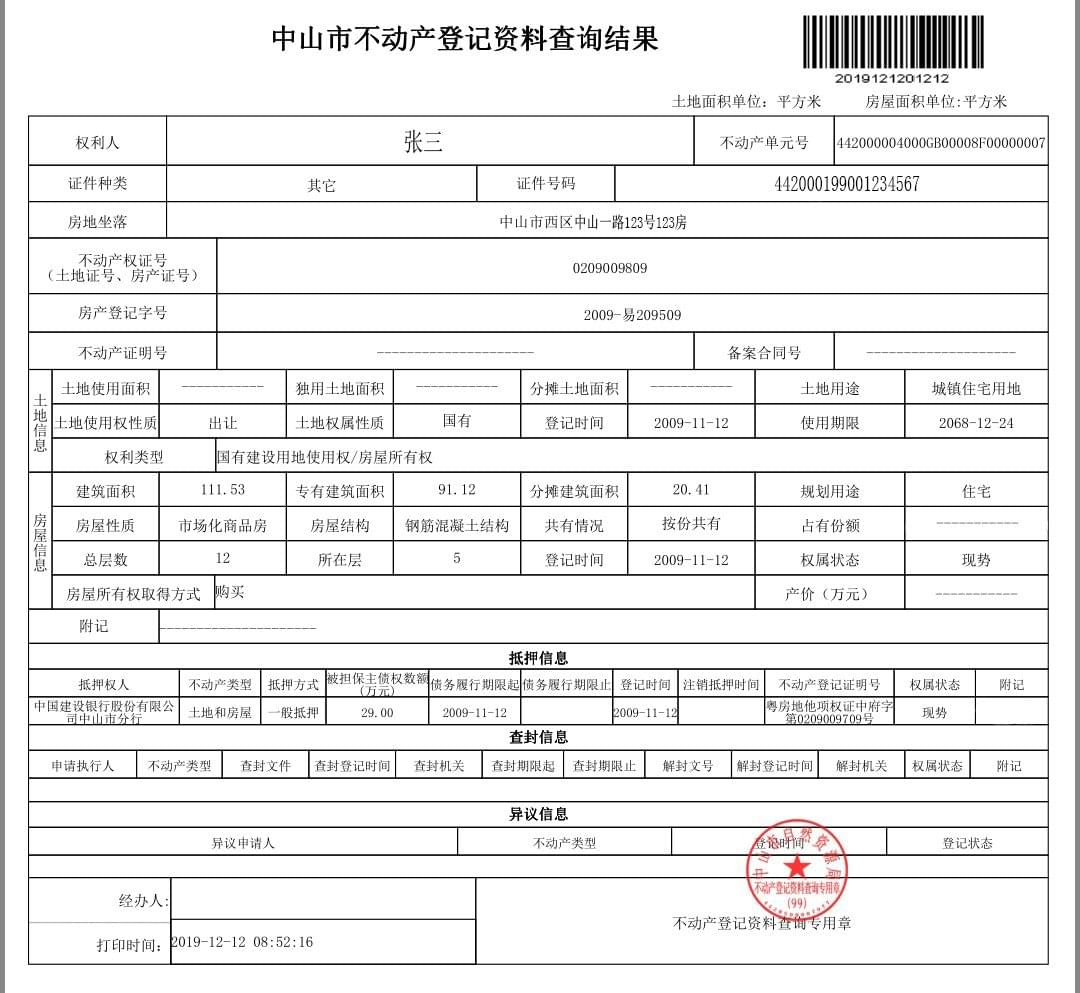 中山市不动产登记资料查询结果
2019121201212
土地面积单位：平方米 房屋面积单位:平方米
权利人 张三 不动产单元号 442000004000GB00008F00000007
证件种类 其它 证件号码 442000199001234567
房地坐落 中山市西区中山一路123号123房
不动产权证号
（土地证号、房产证号） 0209009809
房产登记字号 2009-易209509
不动产证明号 ---------------------- 备案合同号 --------------------
土地信息
土地使用面积 ----------- 独用土地面积 ----------- 分摊土地面积 ----------- 土地用途 城镇住宅用地
土地使用权性质 出让 土地权属性质 国有 登记时间 2009-11-12 使用期限 2068-12-24
权利类型 国有建设用地使用权/房屋所有权
房屋信息
建筑面积 111.53 专有建筑面积 91.12 分摊建筑面积 20.41 规划用途 住宅
房屋性质 市场化商品房 房屋结构 钢筋混凝土结构 共有情况 按份共有 占有份额 -----------
总层数 12 所在层 5 登记时间 2009-11-12 权属状态 现势
房屋所有权取得方式 购买 产价（万元） -----------
附记 ---------------------
抵押信息
抵押权人 不动产类型 抵押方式 被担保主债权数额(万元) 债务履行期限起 债务履行期限止 登记时间 注销抵押时间 不动产登记证明号 权属状态 附记
中国建设银行股份有限公司中山市分行 土地和房屋 一般抵押 29.00 2009-11-12 2009-11-12 粤房地他项权证中府字第0209009709号 现势
查封信息
申请执行人 不动产类型 查封文件 查封登记时间 查封机关 查封期限起 查封期限止 解封文号 解封登记时间 解封机关 权属状态 附记
异议信息
异议申请人 不动产类型 登记时间 登记状态
中山市自然资源局
不动产登记资料查询专用章
(99)
经办人:
不动产登记资料查询专用章
打印时间: 2019-12-12 08:52:16